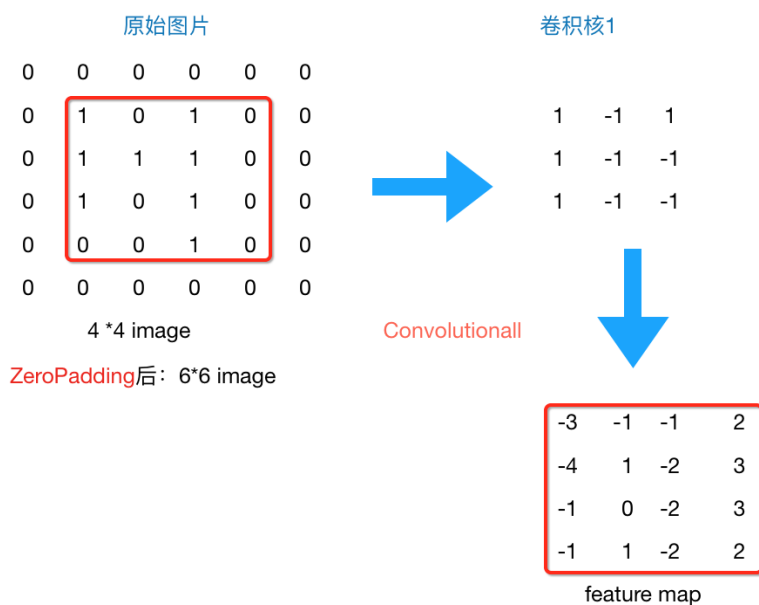 原始图片
0 0 0 0 0 0
0 1 0 1 0 0
0 1 1 1 0 0
0 1 0 1 0 0
0 0 0 1 0 0
0 0 0 0 0 0
4 *4 image
ZeroPadding后：6*6 image
卷积核1
1 -1 1
1 -1 -1
1 -1 -1
Convolutionall
-3 -1 -1 2
-4 1 -2 3
-1 0 -2 3
-1 1 -2 2
feature map